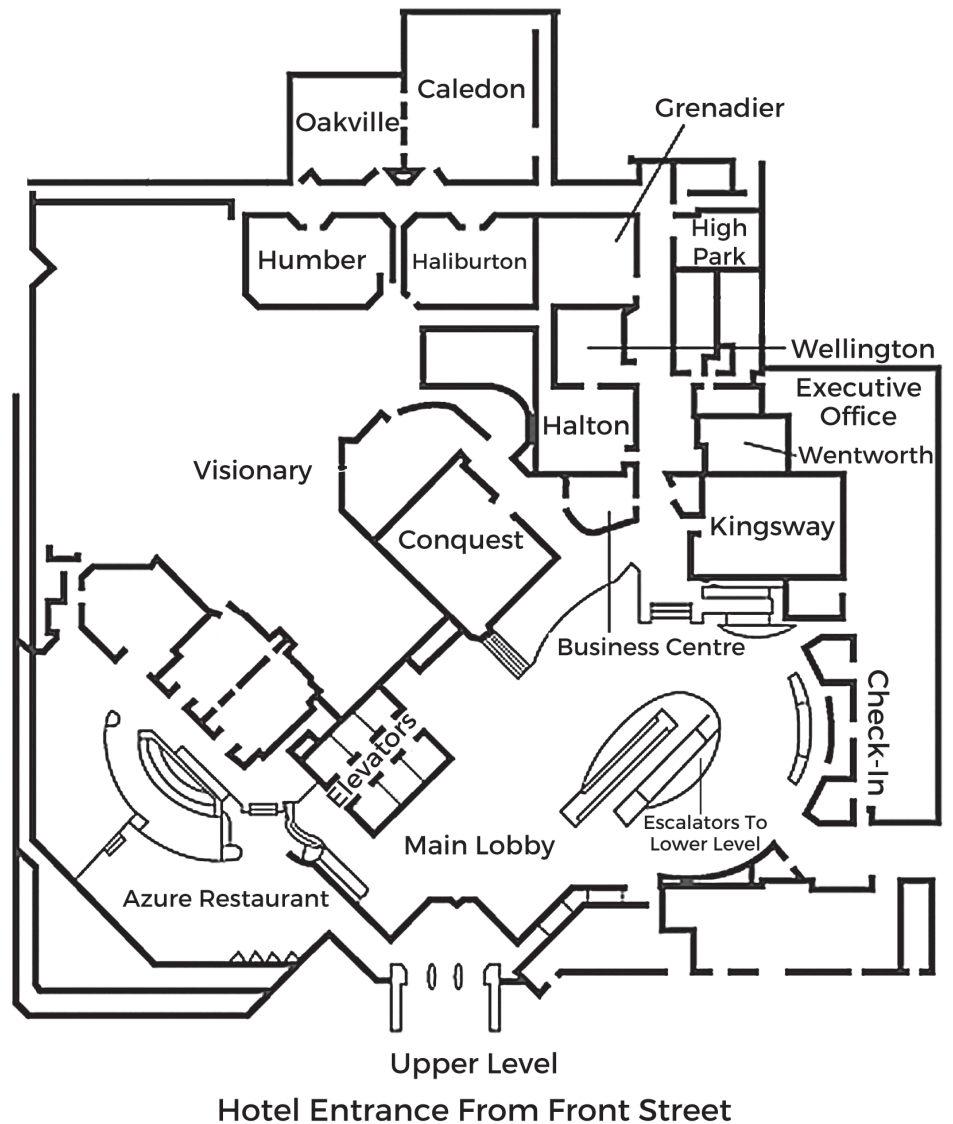 Caledon
Grenadier
Oakville
High
Park
Humber
Haliburton
Wellington
Executive
Office
Halton
Wentworth
Visionary
Kingsway
Conquest
Business Centre
Check-In
Elevators
Escalators To
Lower Level
Main Lobby
Azure Restaurant
Upper Level
Hotel Entrance From Front Street